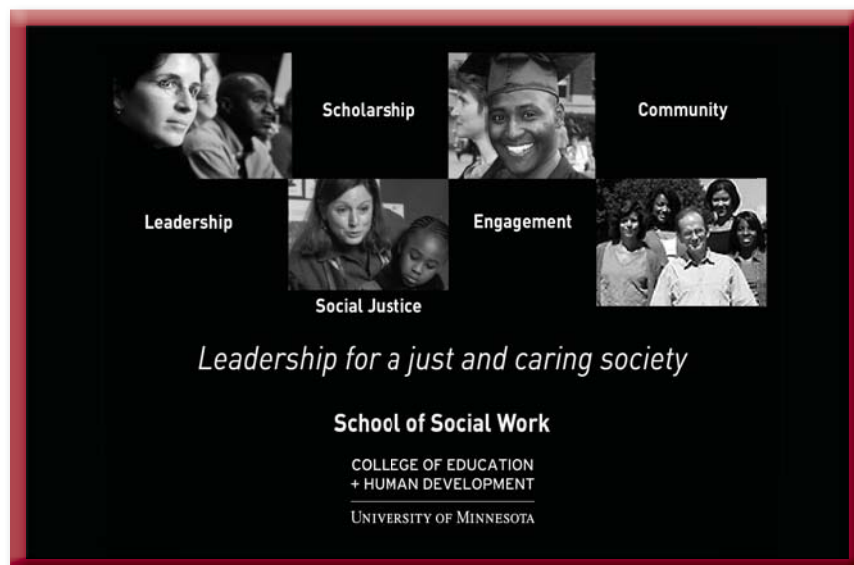 Scholarship
Community
Leadership
Engagement
Social Justice
Leadership for a just and caring society
School of Social Work
COLLEGE OF EDUCATION
+ HUMAN DEVELOPMENT
UNIVERSITY OF MINNESOTA